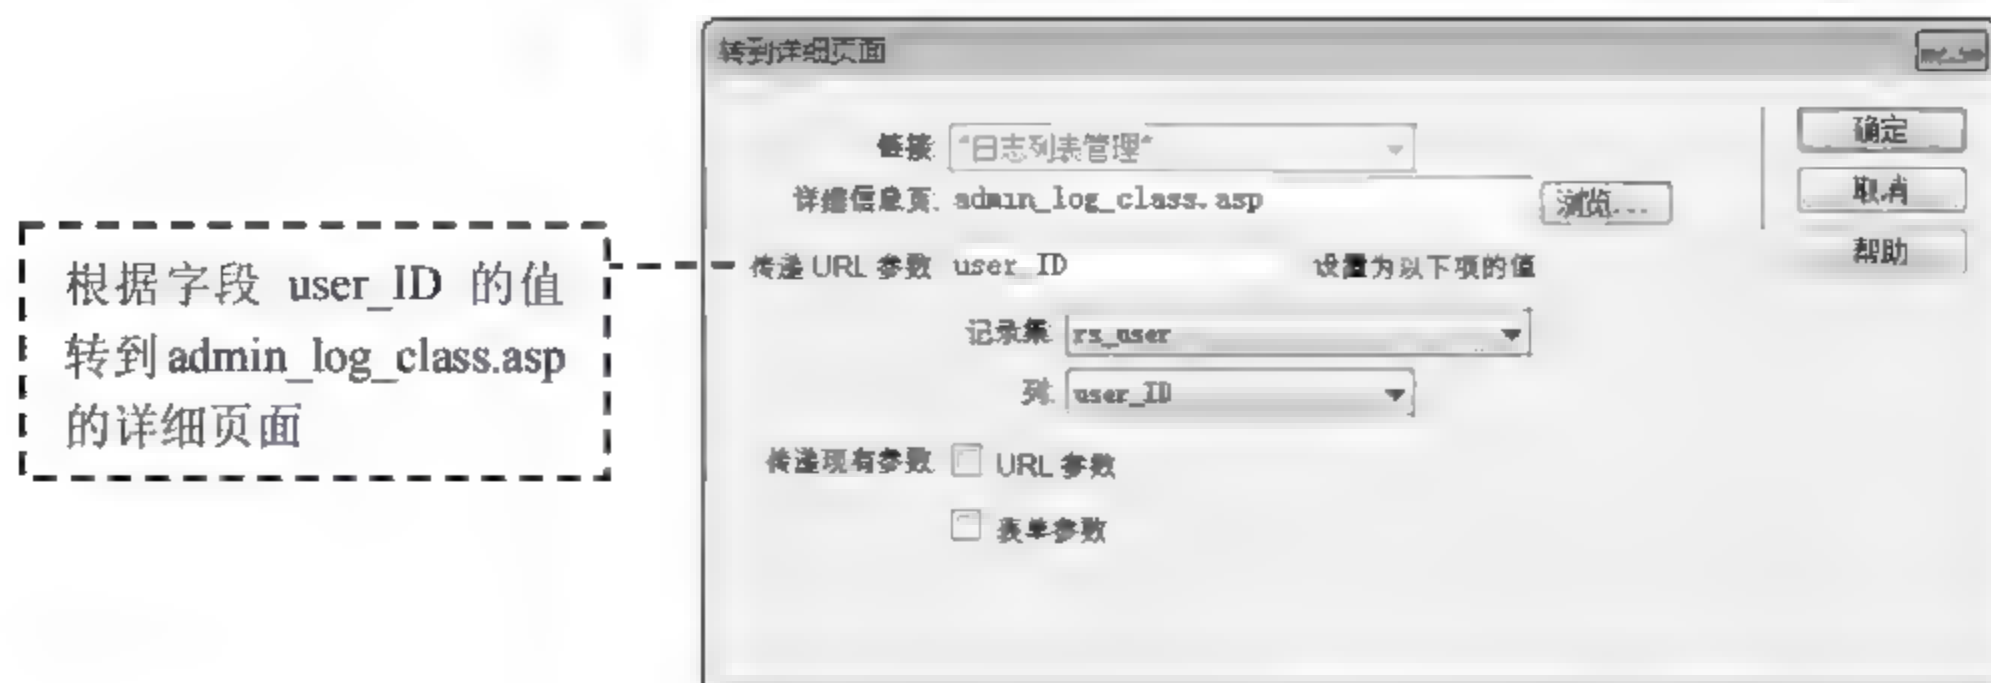 转到详细页面
链接: "日志列表管理"
确定
详细信息页: admin_log_class.asp 浏览...
取消
根据字段 user_ID 的值
转到 admin_log_class.asp
的详细页面
传递 URL 参数: user_ID 设置为以下项的值
帮助
记录集: rs_user
列: user_ID
传递现有参数: URL 参数
表单参数